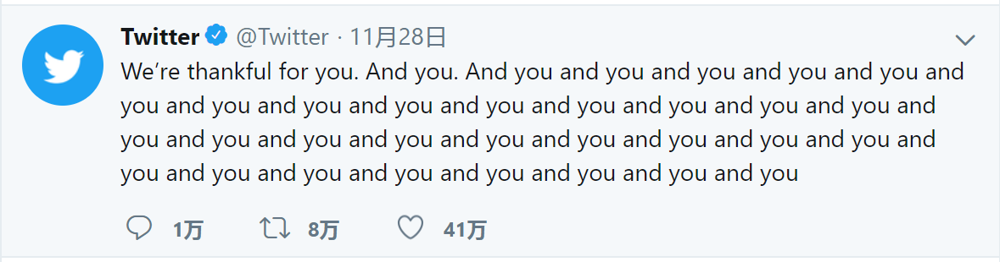 Twitter @Twitter · 11月28日
We’re thankful for you. And you. And you and you and you and you and you and
you and you and you and you and you and you and you and you and you and
you and you and you and you and you and you and you and you and you and
you and you and you and you and you and you and you and you
1万 8万 41万